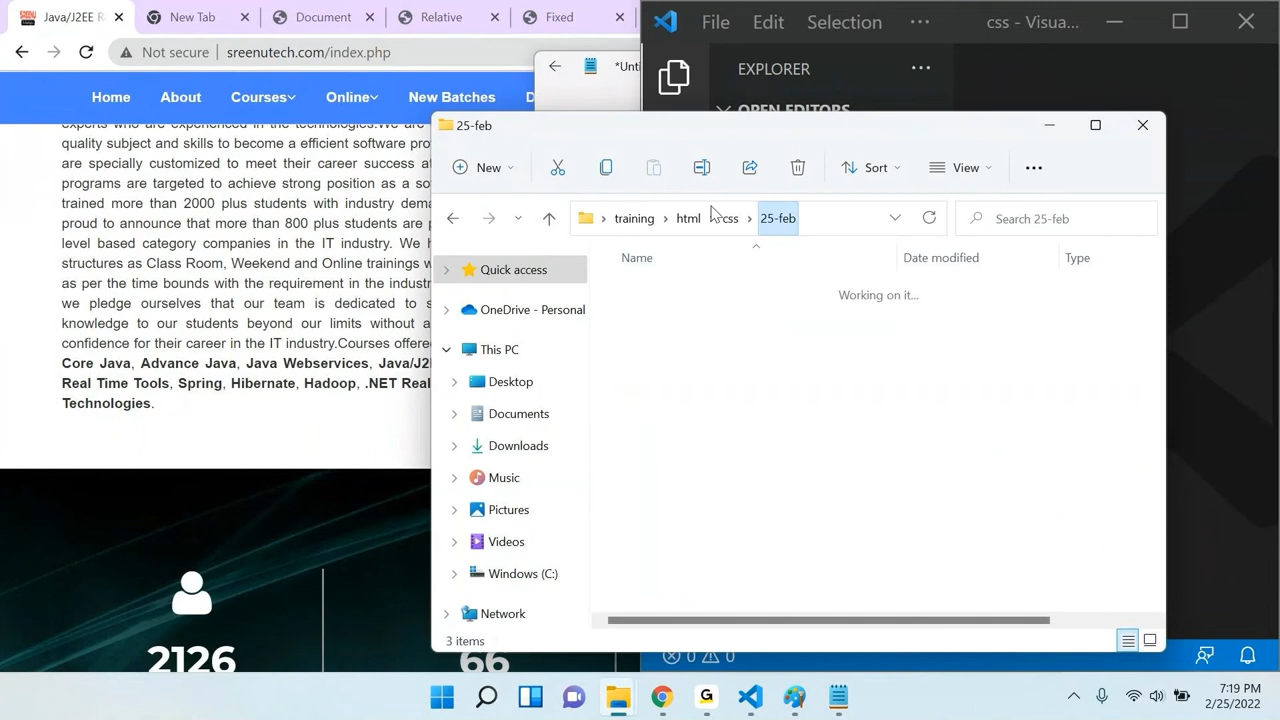 Java/J2EE R
New Tab
Document
Relative
Fixed
Not secure
sreenutech.com/index.php
*Unti
Home
About
Courses
Online
New Batches
D
experts who are experienced in the technologies.We are
quality subject and skills to become a efficient software pro
are specially customized to meet their career success at
programs are targeted to achieve strong position as a so
trained more than 2000 plus students with industry dema
proud to announce that more than 800 plus students are p
level based category companies in the IT industry. We h
structures as Class Room, Weekend and Online trainings w
as per the time bounds with the requirement in the industr
we pledge ourselves that our team is dedicated to s
knowledge to our students beyond our limits without a
confidence for their career in the IT industry.Courses offere
Core Java, Advance Java, Java Webservices, Java/J2E
Real Time Tools, Spring, Hibernate, Hadoop, .NET Real
Technologies.
2126
66
File
Edit
Selection
···
css - Visua...
EXPLORER
···
OPEN EDITORS
25-feb
New
Sort
View
training
html
css
25-feb
Search 25-feb
Name
Date modified
Type
Working on it...
Quick access
OneDrive - Personal
This PC
Desktop
Documents
Downloads
Music
Pictures
Videos
Windows (C:)
Network
3 items
0
0
G
7:19 PM
2/25/2022